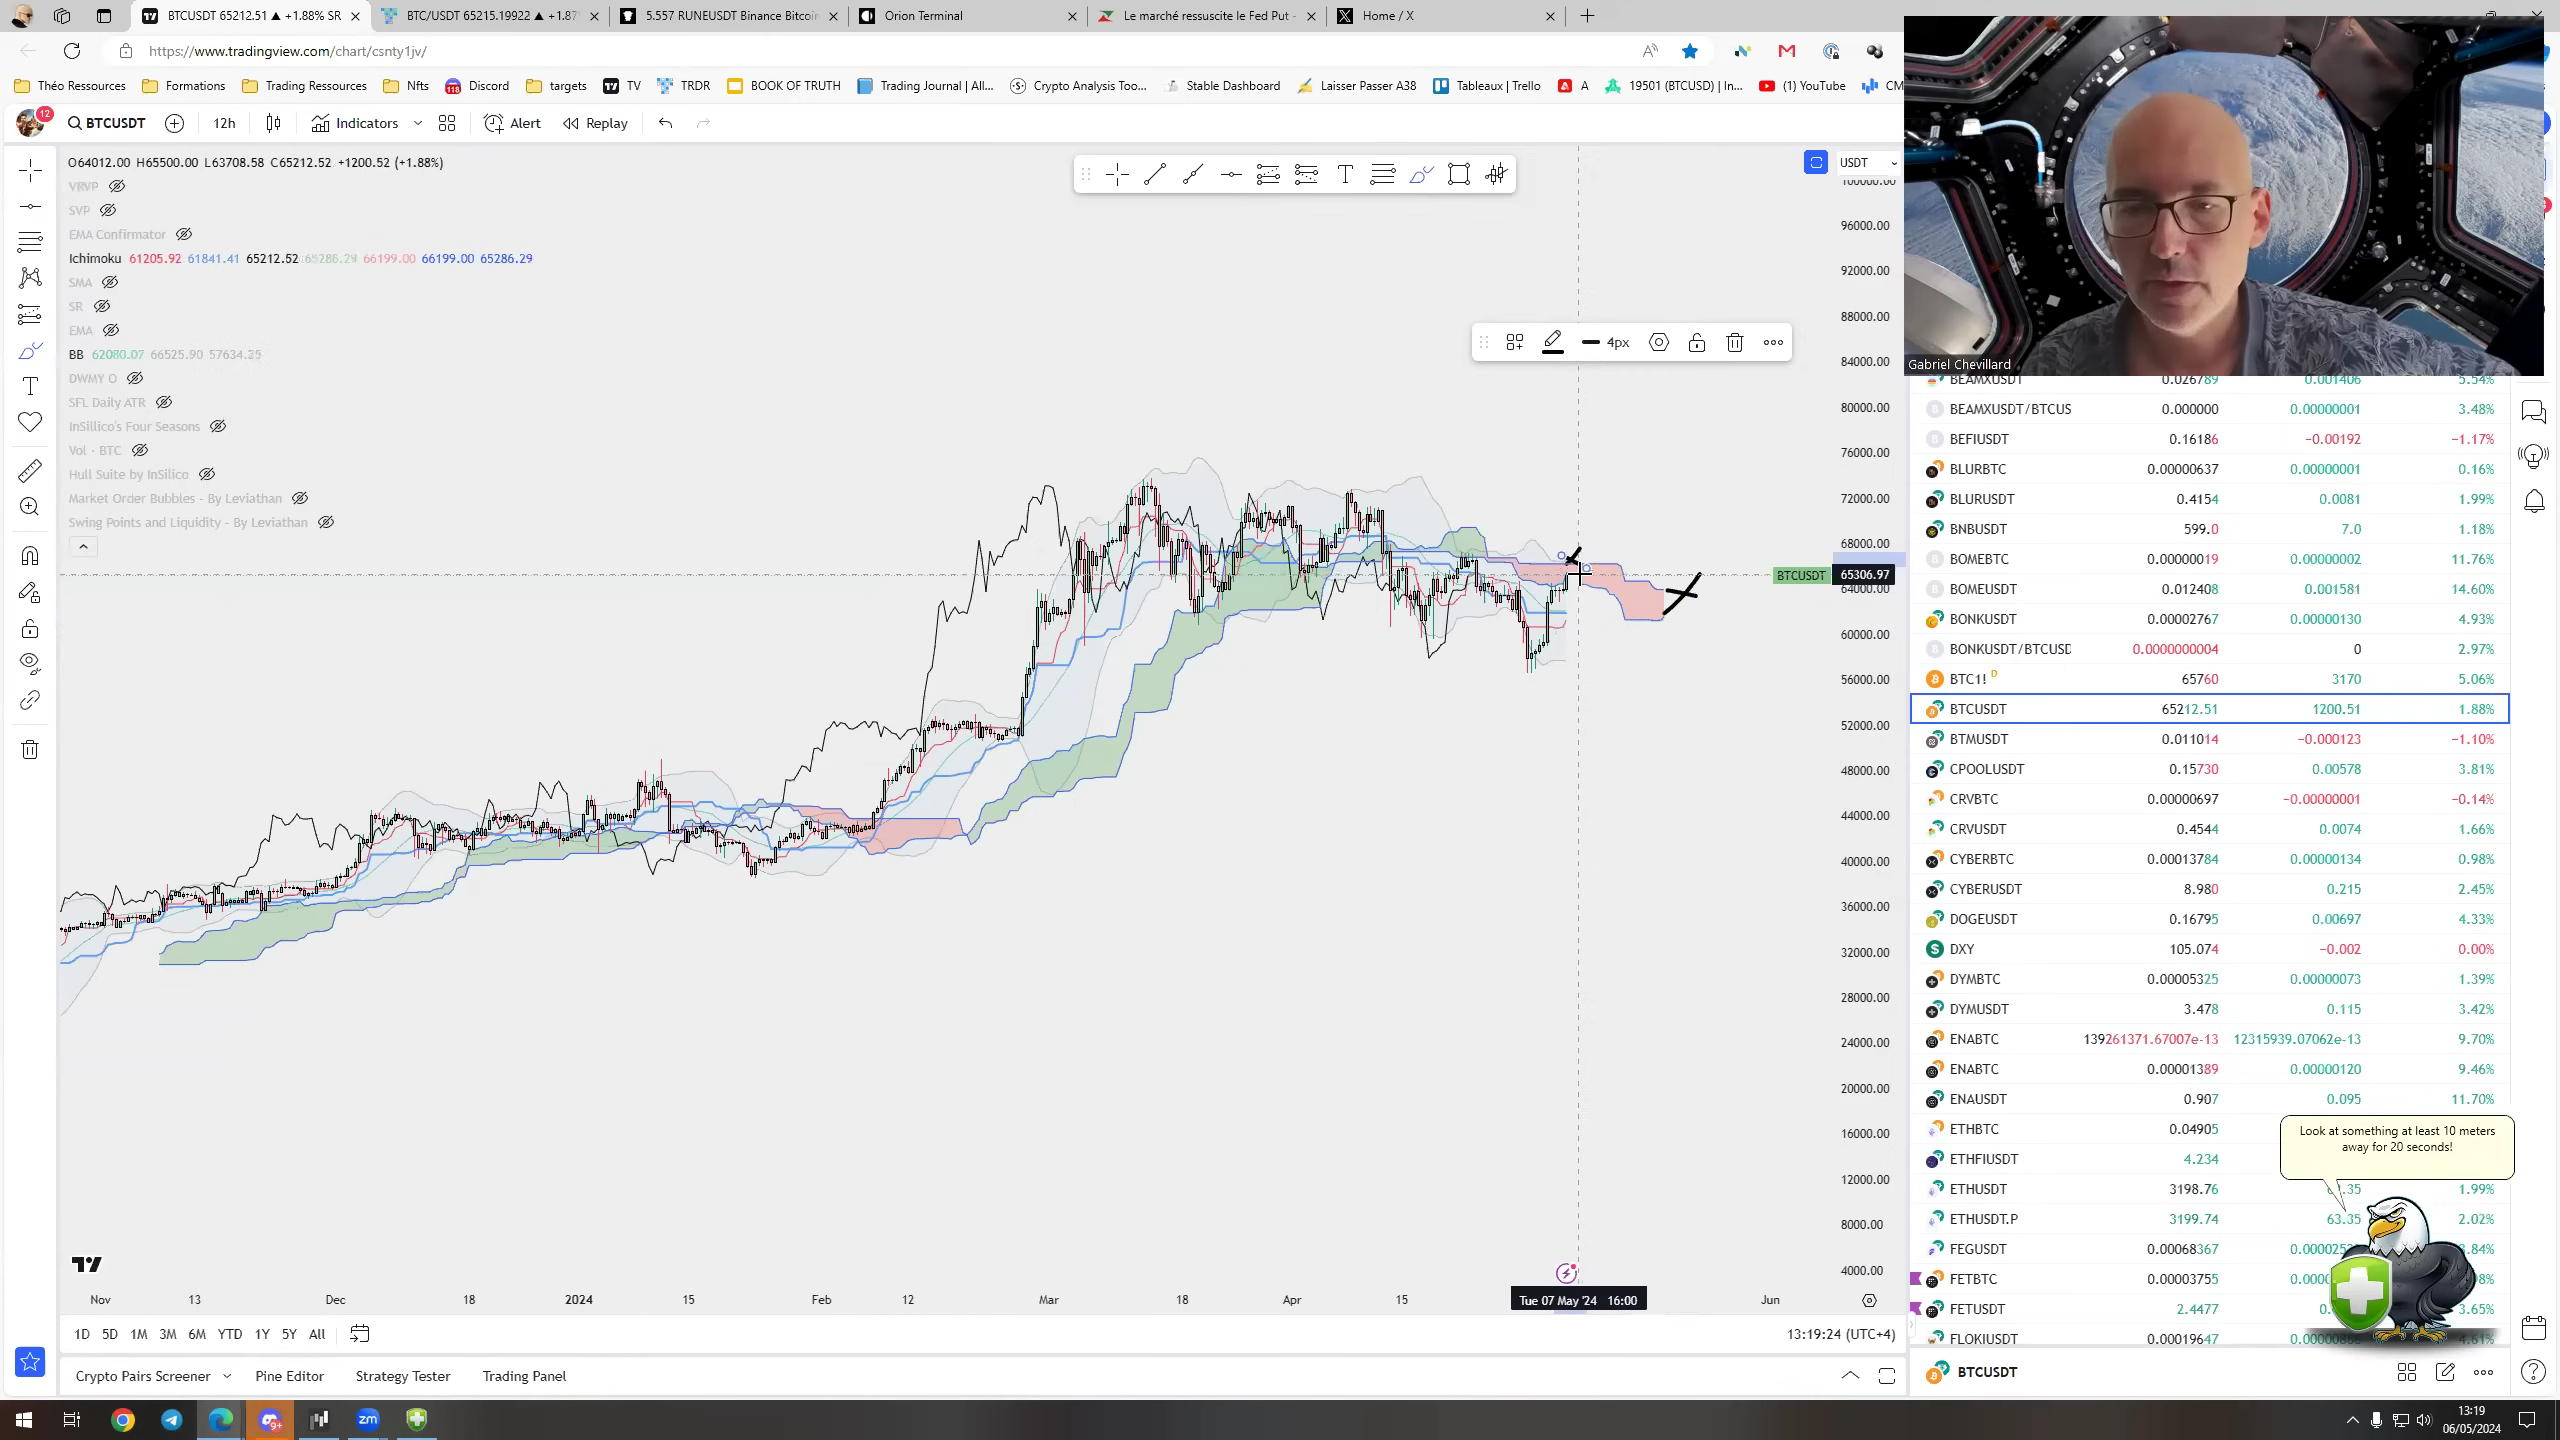 BTCUSDT 65212.51 ▲ +1.88% SR
BTC/USDT 65215.19922 ▲ +1.87
5.557 RUNEUSDT Binance Bitcoin
Orion Terminal
Le marché ressuscite le Fed Put -
Home / X
https://www.tradingview.com/chart/csnty1jv/
Théo Ressources
Formations
Trading Ressources
Nfts
Discord
targets
TV
TRDR
BOOK OF TRUTH
Trading Journal | All...
Crypto Analysis Too...
Stable Dashboard
Laisser Passer A38
Tableaux | Trello
A
19501 (BTCUSD) | In...
(1) YouTube
CM
12
BTCUSDT
12h
Indicators
Alert
Replay
O64012.00 H65500.00 L63708.58 C65212.52 +1200.52 (+1.88%)
VRVP
SVP
EMA Confirmator
Ichimoku 61205.92 61841.41 65212.52 65286.29 66199.00 66199.00 65286.29
SMA
SR
EMA
BB 62080.07 66525.90 57634.25
DWMY O
SFL Daily ATR
InSillico's Four Seasons
Vol · BTC
Hull Suite by InSilico
Market Order Bubbles - By Leviathan
Swing Points and Liquidity - By Leviathan
4px
USDT
100000.00
96000.00
92000.00
88000.00
84000.00
80000.00
76000.00
72000.00
68000.00
BTCUSDT 65306.97
64000.00
60000.00
56000.00
52000.00
48000.00
44000.00
40000.00
36000.00
32000.00
28000.00
24000.00
20000.00
16000.00
12000.00
8000.00
4000.00
Nov 13 Dec 18 2024 15 Feb 12 Mar 18 Apr 15 Tue 07 May '24 16:00 Jun
1D 5D 1M 3M 6M YTD 1Y 5Y All
13:19:24 (UTC+4)
Crypto Pairs Screener
Pine Editor
Strategy Tester
Trading Panel
Gabriel Chevillard
BEAMXUSDT 0.026789 0.001406 5.54%
BEAMXUSDT/BTCUS 0.000000 0.00000001 3.48%
BEFIUSDT 0.16186 −0.00192 −1.17%
BLURBTC 0.00000637 0.00000001 0.16%
BLURUSDT 0.4154 0.0081 1.99%
BNBUSDT 599.0 7.0 1.18%
BOMEBTC 0.00000019 0.00000002 11.76%
BOMEUSDT 0.012408 0.001581 14.60%
BONKUSDT 0.00002767 0.00000130 4.93%
BONKUSDT/BTCUSD 0.0000000004 0 2.97%
BTC1! D 65760 3170 5.06%
BTCUSDT 65212.51 1200.51 1.88%
BTMUSDT 0.011014 −0.000123 −1.10%
CPOOLUSDT 0.15730 0.00578 3.81%
CRVBTC 0.00000697 −0.00000001 −0.14%
CRVUSDT 0.4544 0.0074 1.66%
CYBERBTC 0.00013784 0.00000134 0.98%
CYBERUSDT 8.980 0.215 2.45%
DOGEUSDT 0.16795 0.00697 4.33%
DXY 105.074 −0.002 0.00%
DYMBTC 0.00005325 0.00000073 1.39%
DYMUSDT 3.478 0.115 3.42%
ENABTC 139261371.67007e-13 12315939.07062e-13 9.70%
ENABTC 0.00001389 0.00000120 9.46%
ENAUSDT 0.907 0.095 11.70%
ETHBTC 0.04905
Look at something at least 10 meters
away for 20 seconds!
ETHFIUSDT 4.234
ETHUSDT 3198.76 1.99%
ETHUSDT.P 3199.74 63.35 2.02%
FEGUSDT 0.00068367
FETBTC 0.00003755
FETUSDT 2.4477 3.65%
FLOKIUSDT 0.00019647 4.61%
BTCUSDT
13:19
06/05/2024